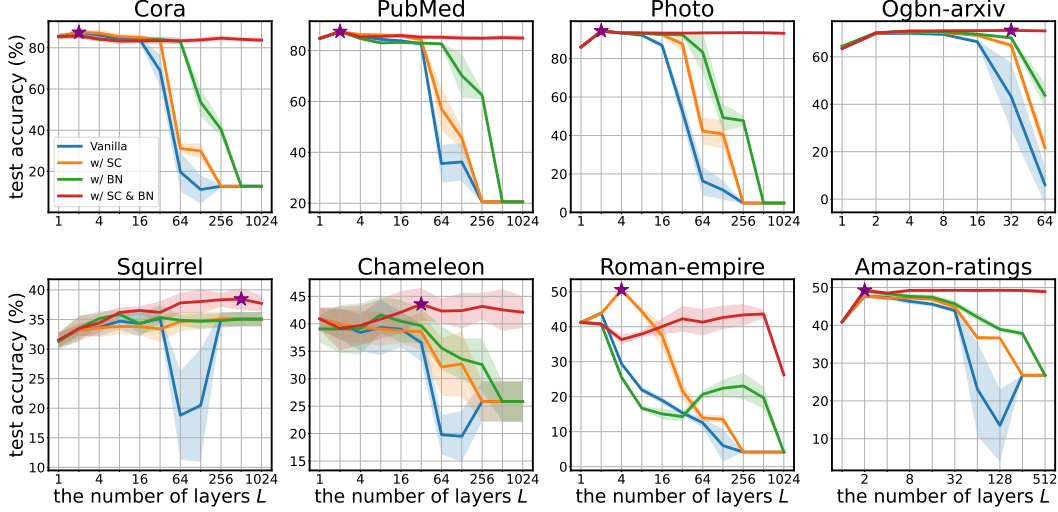 Cora PubMed Photo Ogbn-arxiv
test accuracy (%)
80 60 40 20
Vanilla
w/ SC
w/ BN
w/ SC & BN
1 4 16 64 256 1024
80 60 40 20
1 4 16 64 256 1024
80 60 40 20 0
1 4 16 64 256 1024
60 40 20 0
1 2 4 8 16 32 64
Squirrel Chameleon Roman-empire Amazon-ratings
test accuracy (%)
40 35 30 25 20 15 10
1 4 16 64 256 1024
45 40 35 30 25 20 15
1 4 16 64 256 1024
50 40 30 20 10 0
1 4 16 64 256 1024
50 40 30 20 10
2 8 32 128 512
the number of layers L the number of layers L the number of layers L the number of layers L